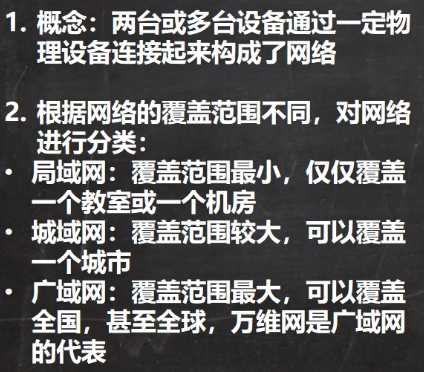 1. 概念：两台或多台设备通过一定物
理设备连接起来构成了网络
2. 根据网络的覆盖范围不同，对网络
进行分类：
• 局域网：覆盖范围最小，仅仅覆盖
一个教室或一个机房
• 城域网：覆盖范围较大，可以覆盖
一个城市
• 广域网：覆盖范围最大，可以覆盖
全国，甚至全球，万维网是广域网
的代表